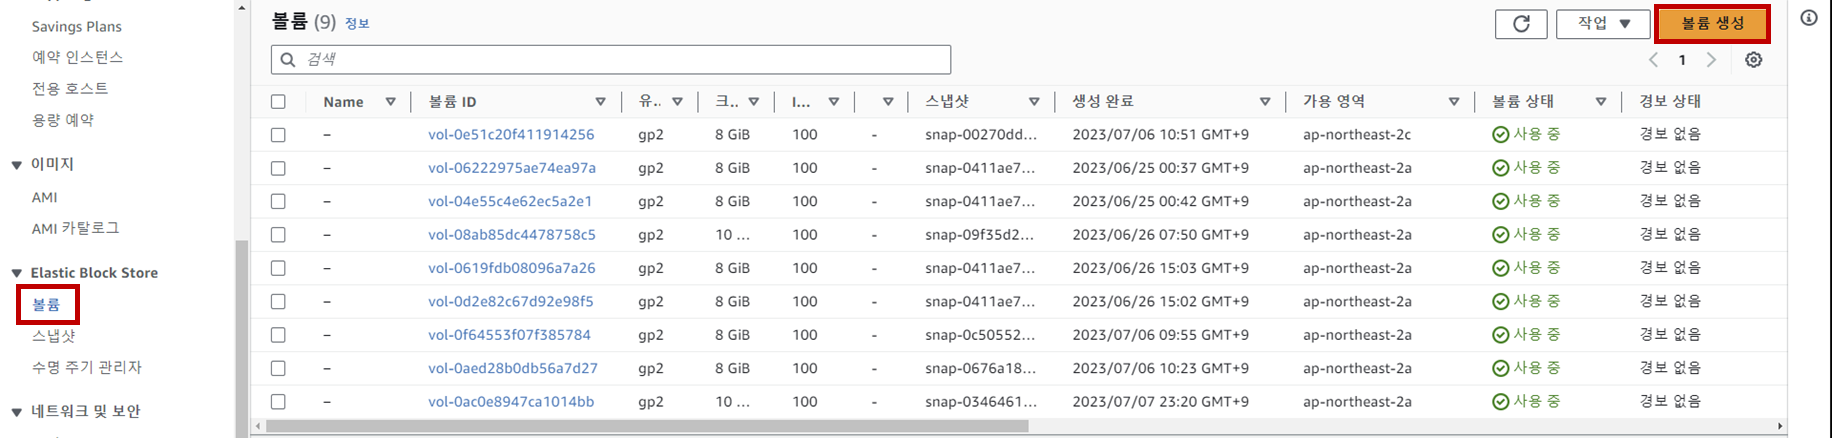 Savings Plans
예약 인스턴스
전용 호스트
용량 예약
이미지
AMI
AMI 카탈로그
Elastic Block Store
볼륨
스냅샷
수명 주기 관리자
네트워크 및 보안
볼륨 (9) 정보
작업
볼륨 생성
검색
1
Name 볼륨 ID 유.. 크.. I... 스냅샷 생성 완료 가용 영역 볼륨 상태 경보 상태
– vol-0e51c20f411914256 gp2 8 GiB 100 - snap-00270dd... 2023/07/06 10:51 GMT+9 ap-northeast-2c 사용 중 경보 없음
– vol-06222975ae74ea97a gp2 8 GiB 100 - snap-0411ae7... 2023/06/25 00:37 GMT+9 ap-northeast-2a 사용 중 경보 없음
– vol-04e55c4e62ec5a2e1 gp2 8 GiB 100 - snap-0411ae7... 2023/06/25 00:42 GMT+9 ap-northeast-2a 사용 중 경보 없음
– vol-08ab85dc4478758c5 gp2 10 ... 100 - snap-09f35d2... 2023/06/26 07:50 GMT+9 ap-northeast-2a 사용 중 경보 없음
– vol-0619fdb08096a7a26 gp2 8 GiB 100 - snap-0411ae7... 2023/06/26 15:03 GMT+9 ap-northeast-2a 사용 중 경보 없음
– vol-0d2e82c67d92e98f5 gp2 8 GiB 100 - snap-0411ae7... 2023/06/26 15:02 GMT+9 ap-northeast-2a 사용 중 경보 없음
– vol-0f64553f07f385784 gp2 8 GiB 100 - snap-0c50552... 2023/07/06 09:55 GMT+9 ap-northeast-2a 사용 중 경보 없음
– vol-0aed28b0db56a7d27 gp2 8 GiB 100 - snap-0676a18... 2023/07/06 10:23 GMT+9 ap-northeast-2a 사용 중 경보 없음
– vol-0ac0e8947ca1014bb gp2 10 ... 100 - snap-0346461... 2023/07/07 23:20 GMT+9 ap-northeast-2a 사용 중 경보 없음